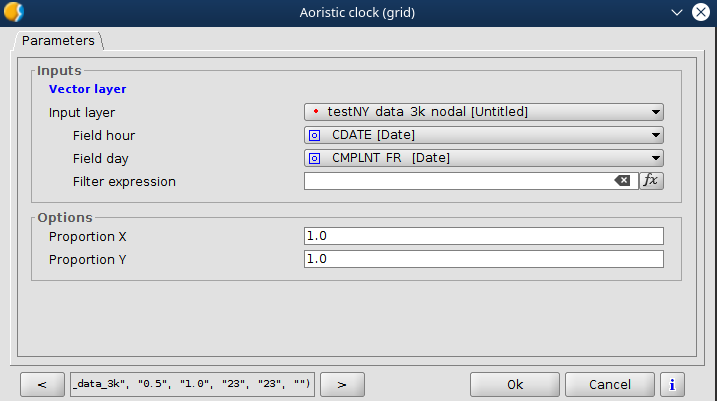 Aoristic clock (grid)
Parameters
Inputs
Vector layer
Input layer
testNY data 3k nodal [Untitled]
Field hour
CDATE [Date]
Field day
CMPLNT FR [Date]
Filter expression
fx
Options
Proportion X
1.0
Proportion Y
1.0
<
_data_3k", "0.5", "1.0", "23", "23", "")
>
Ok
Cancel
i